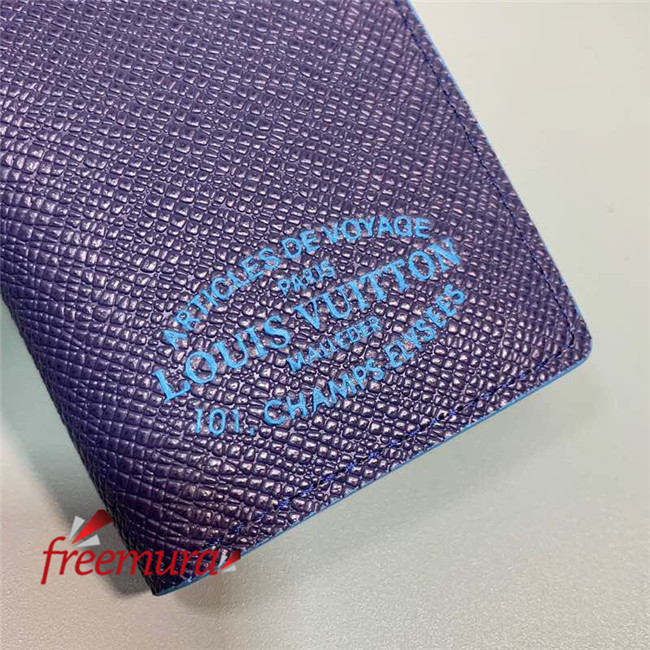 ARTICLES DE VOYAGE
PARIS
LOUIS VUITTON
MALLETIER
101, CHAMPS ELYSEES
freemura